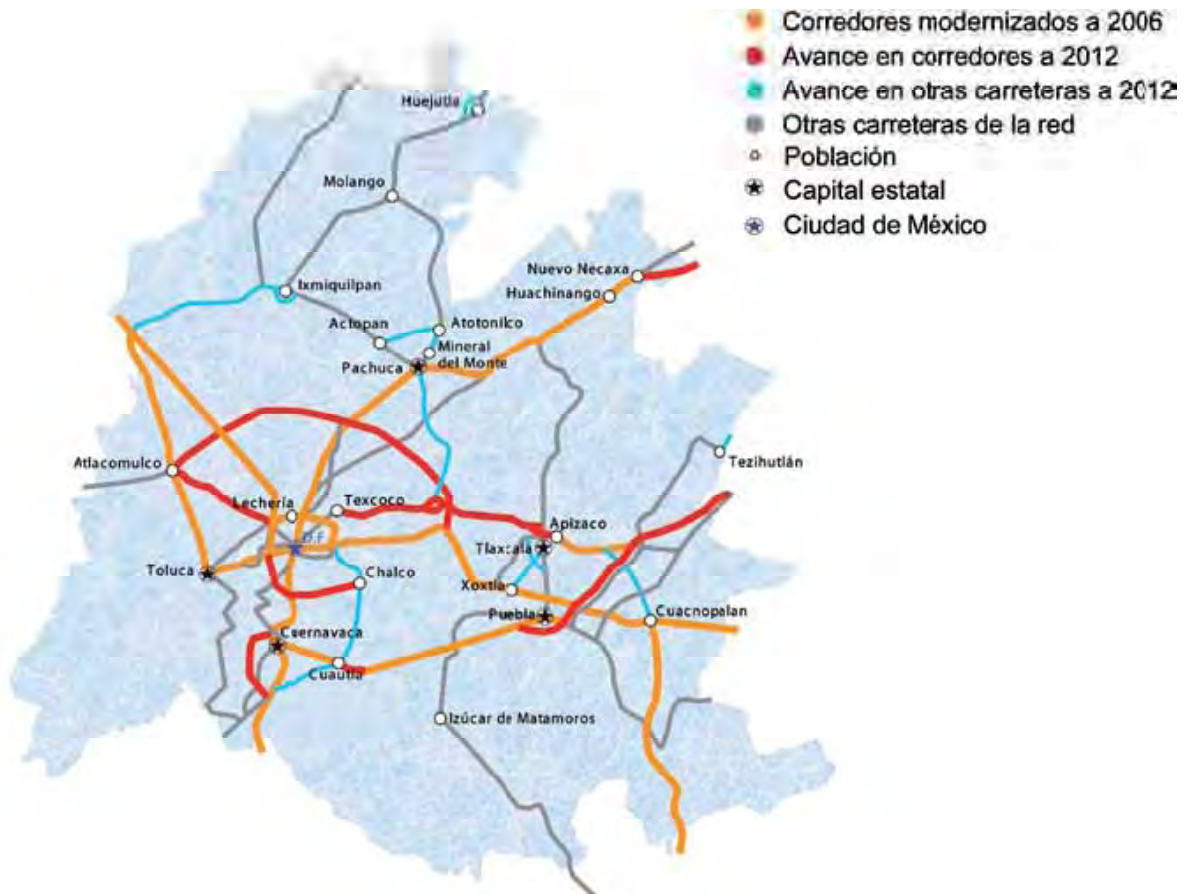 Corredores modernizados a 2006
Avance en corredores a 2012
Avance en otras carreteras a 2012
Otras carreteras de la red
Población
Capital estatal
Ciudad de México
Huejutla
Molango
Nuevo Necaxa
Ixmiquilpan
Huachinango
Actopan
Atotonilco
Mineral
del Monte
Pachuca
Atlacomulco
Tezihutlán
Lechería
Texcoco
Apizaco
D.F
Tlaxcala
Toluca
Chalco
Xoxtla
Puebla
Cuacnopalan
Cuernavaca
Cuautla
Izúcar de Matamoros